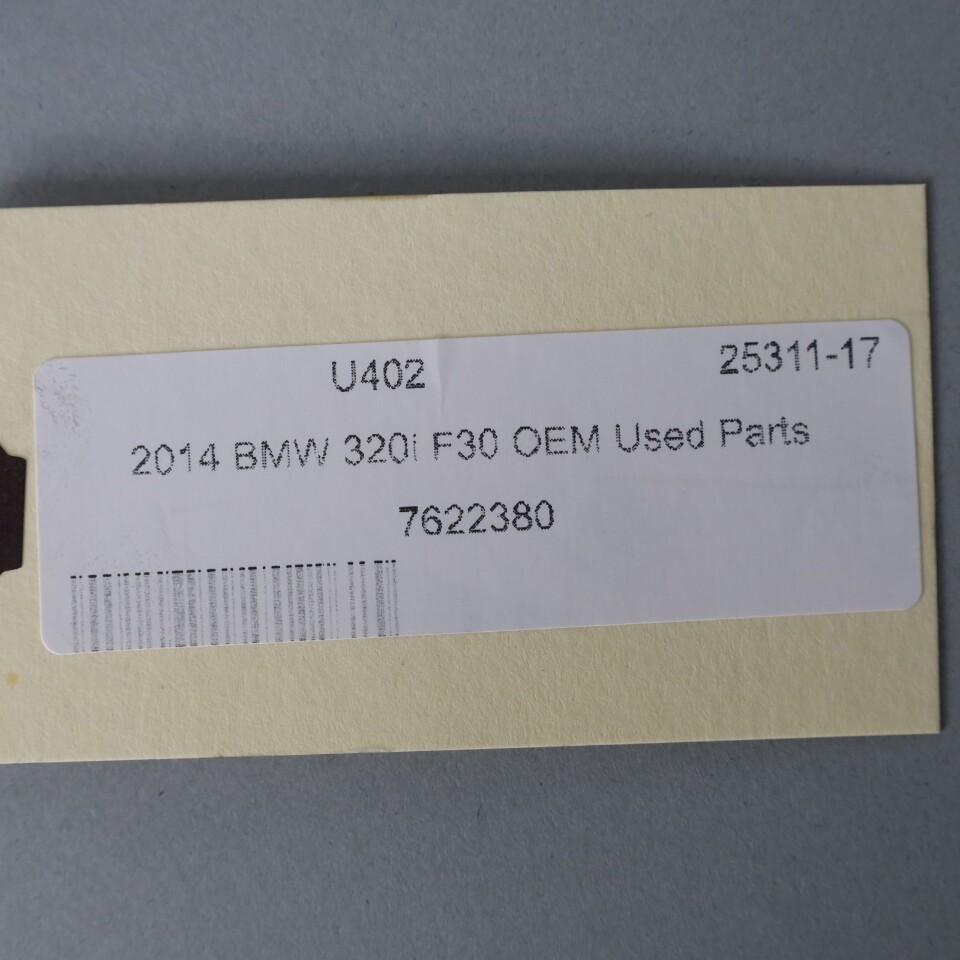 U402 25311-17
2014 BMW 320i F30 OEM Used Parts
7622380